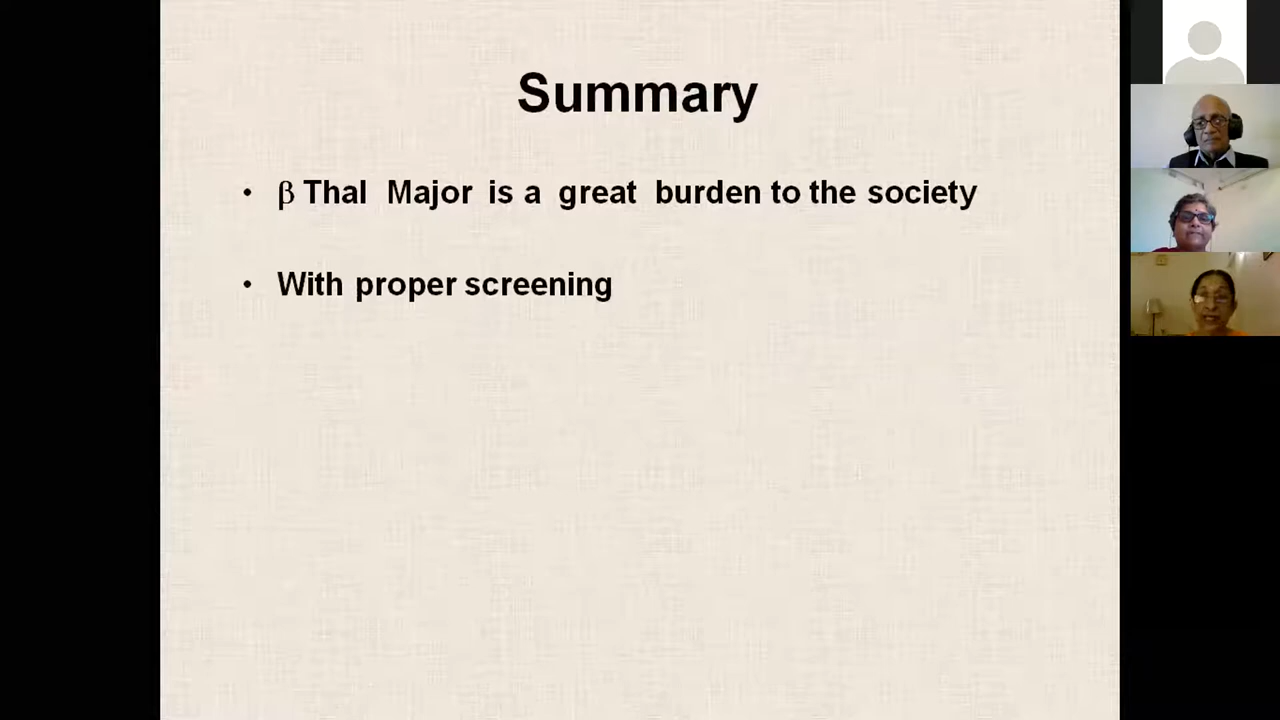 Summary
• β Thal Major is a great burden to the society
• With proper screening